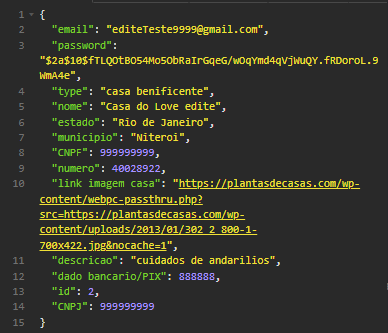 1 {
2 "email": "editeTeste9999@gmail.com",
3 "password":
"$2a$10$fTLQOtBO54Mo5ObRaIrGqeG/wOqYmd4qVjWuQY.fRDoroL.9
WmA4e",
4 "type": "casa benificente",
5 "nome": "Casa do Love edite",
6 "estado": "Rio de Janeiro",
7 "municipio": "Niteroi",
8 "CNPF": 999999999,
9 "numero": 40028922,
10 "link imagem casa": "https://plantasdecasas.com/wp-
content/webpc-passthru.php?
src=https://plantasdecasas.com/wp-
content/uploads/2013/01/302_2_800-1-
700x422.jpg&nocache=1",
11 "descricao": "cuidados de andarilios",
12 "dado bancario/PIX": 888888,
13 "id": 2,
14 "CNPJ": 999999999
15 }